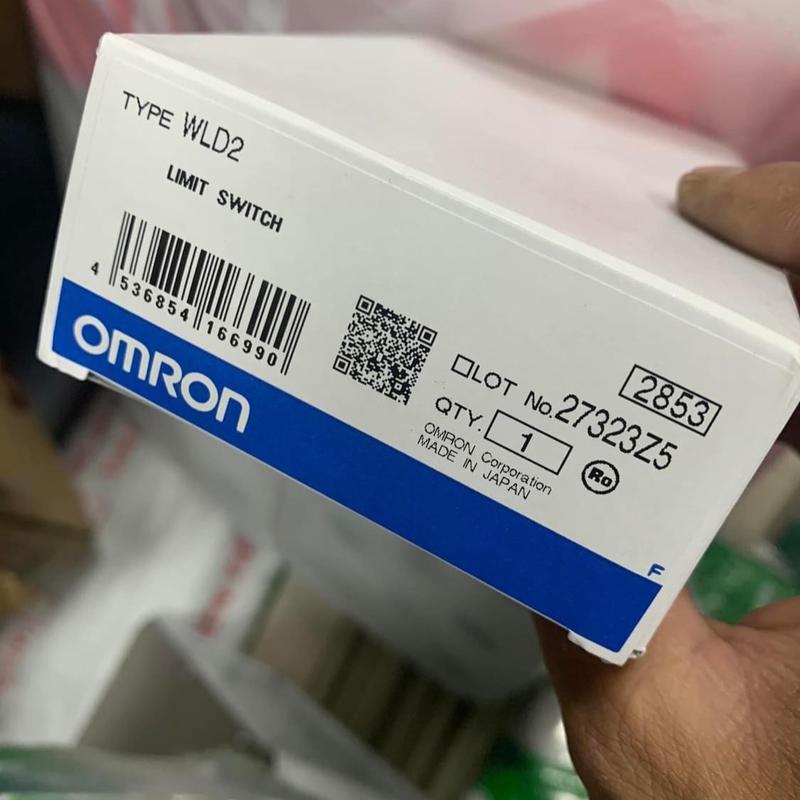 TYPE WLD2
LIMIT SWITCH
4 536854 166990
OMRON
2853
LOT No.27323Z5
QTY. 1
OMRON Corporation
MADE IN JAPAN
Ro
F